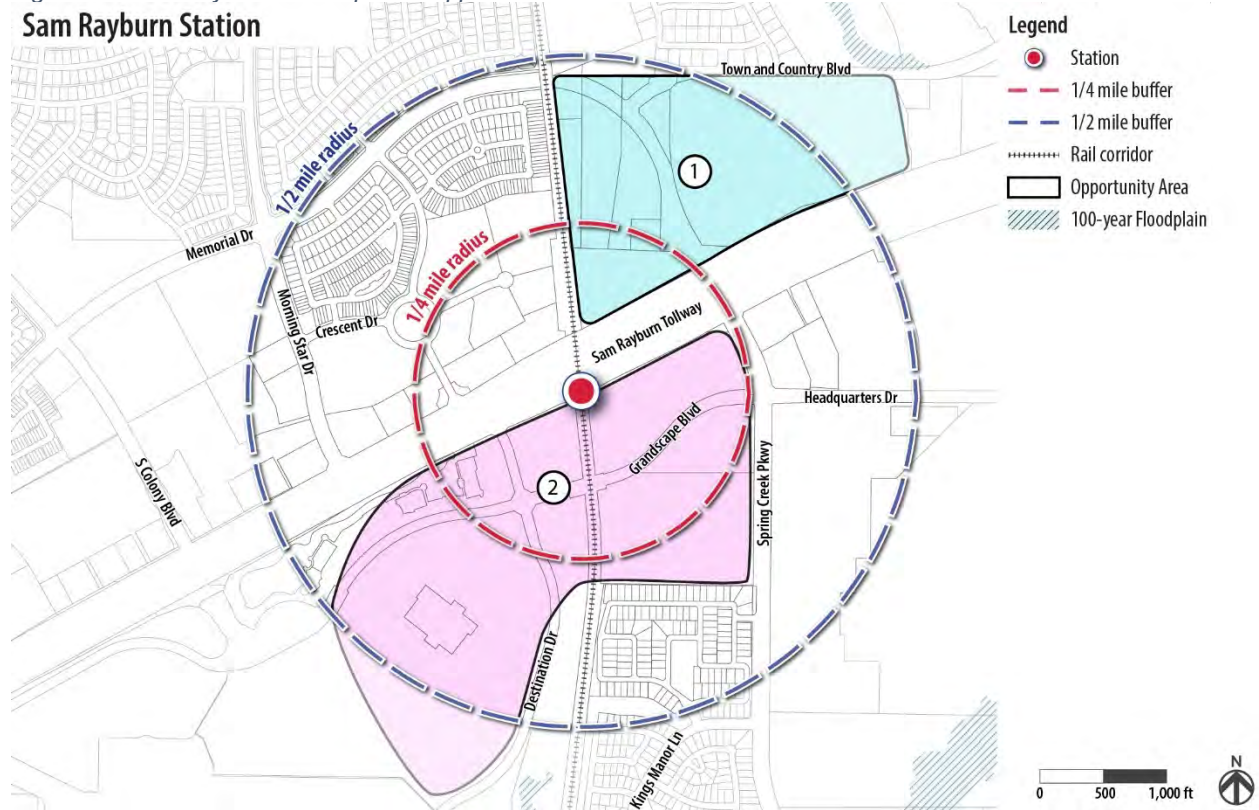 Sam Rayburn Station
Legend
Station
1/4 mile buffer
1/2 mile buffer
Rail corridor
Opportunity Area
100-year Floodplain
Town and Country Blvd
1/2 mile radius
1
Memorial Dr
1/4 mile radius
Morning Star Dr
Crescent Dr
Sam Rayburn Tollway
Headquarters Dr
Grandscape Blvd
S Colony Blvd
2
Spring Creek Pkwy
Destination Dr
Kings Manor Ln
N
0 500 1,000 ft